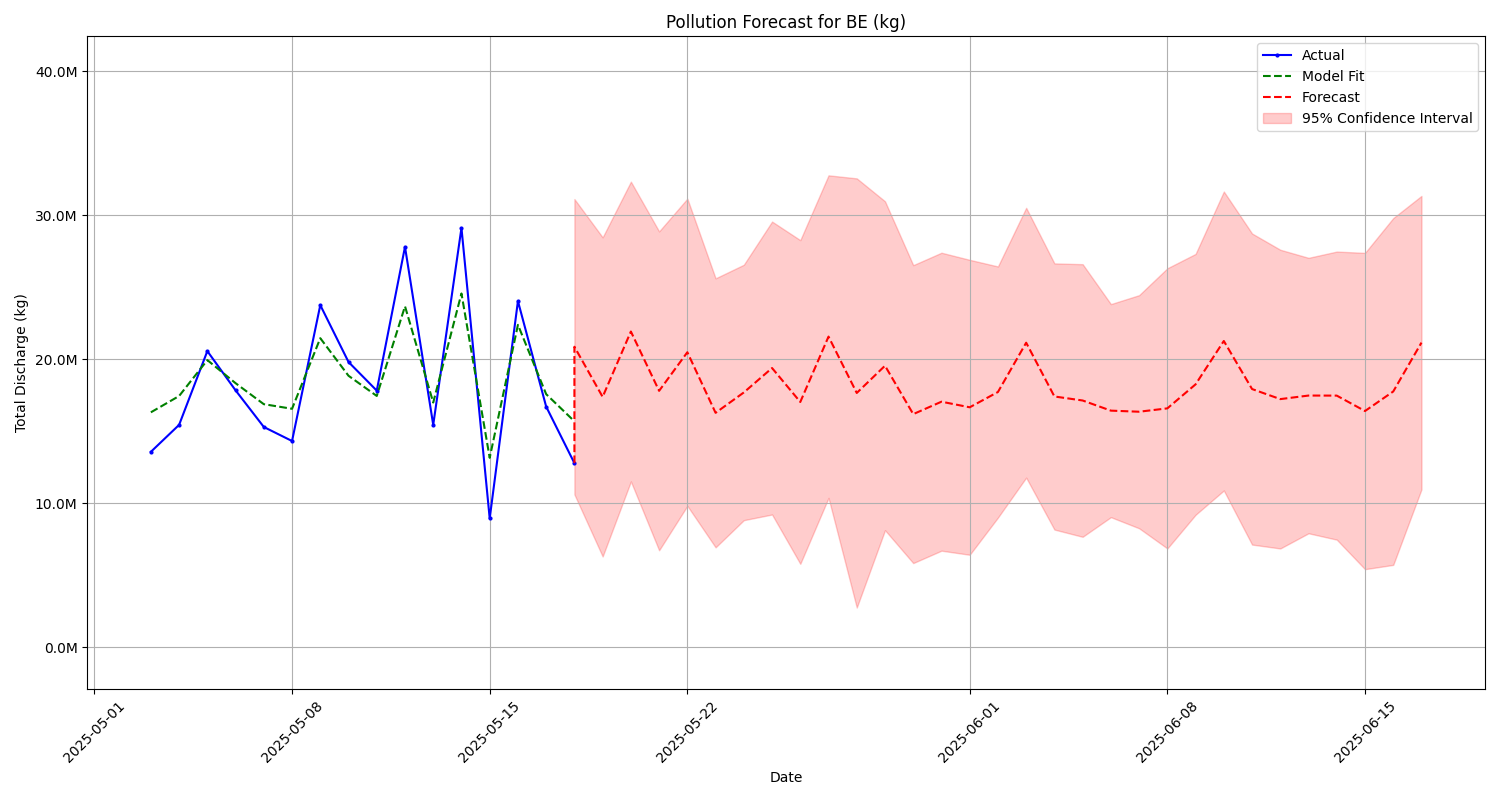 Pollution Forecast for BE (kg)
Actual
Model Fit
Forecast
95% Confidence Interval
Total Discharge (kg)
40.0M
30.0M
20.0M
10.0M
0.0M
2025-05-01
2025-05-08
2025-05-15
2025-05-22
2025-06-01
2025-06-08
2025-06-15
Date